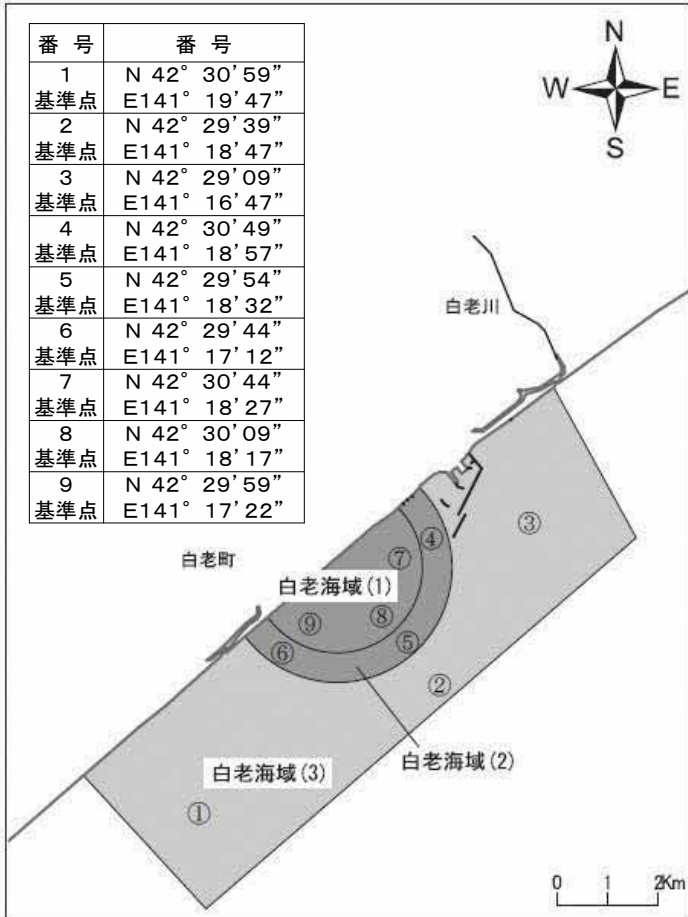 番 号 番 号
1 N 42° 30’59”
基準点 E141° 19’47”
2 N 42° 29’39”
基準点 E141° 18’47”
3 N 42° 29’09”
基準点 E141° 16’47”
4 N 42° 30’49”
基準点 E141° 18’57”
5 N 42° 29’54”
基準点 E141° 18’32”
6 N 42° 29’44”
基準点 E141° 17’12”
7 N 42° 30’44”
基準点 E141° 18’27”
8 N 42° 30’09”
基準点 E141° 18’17”
9 N 42° 29’59”
基準点 E141° 17’22”
N
W E
S
白老川
③
④
白老町
⑦
白老海域(1)
⑧
⑨
⑤
⑥
②
白老海域(2)
白老海域(3)
①
0 1 2Km